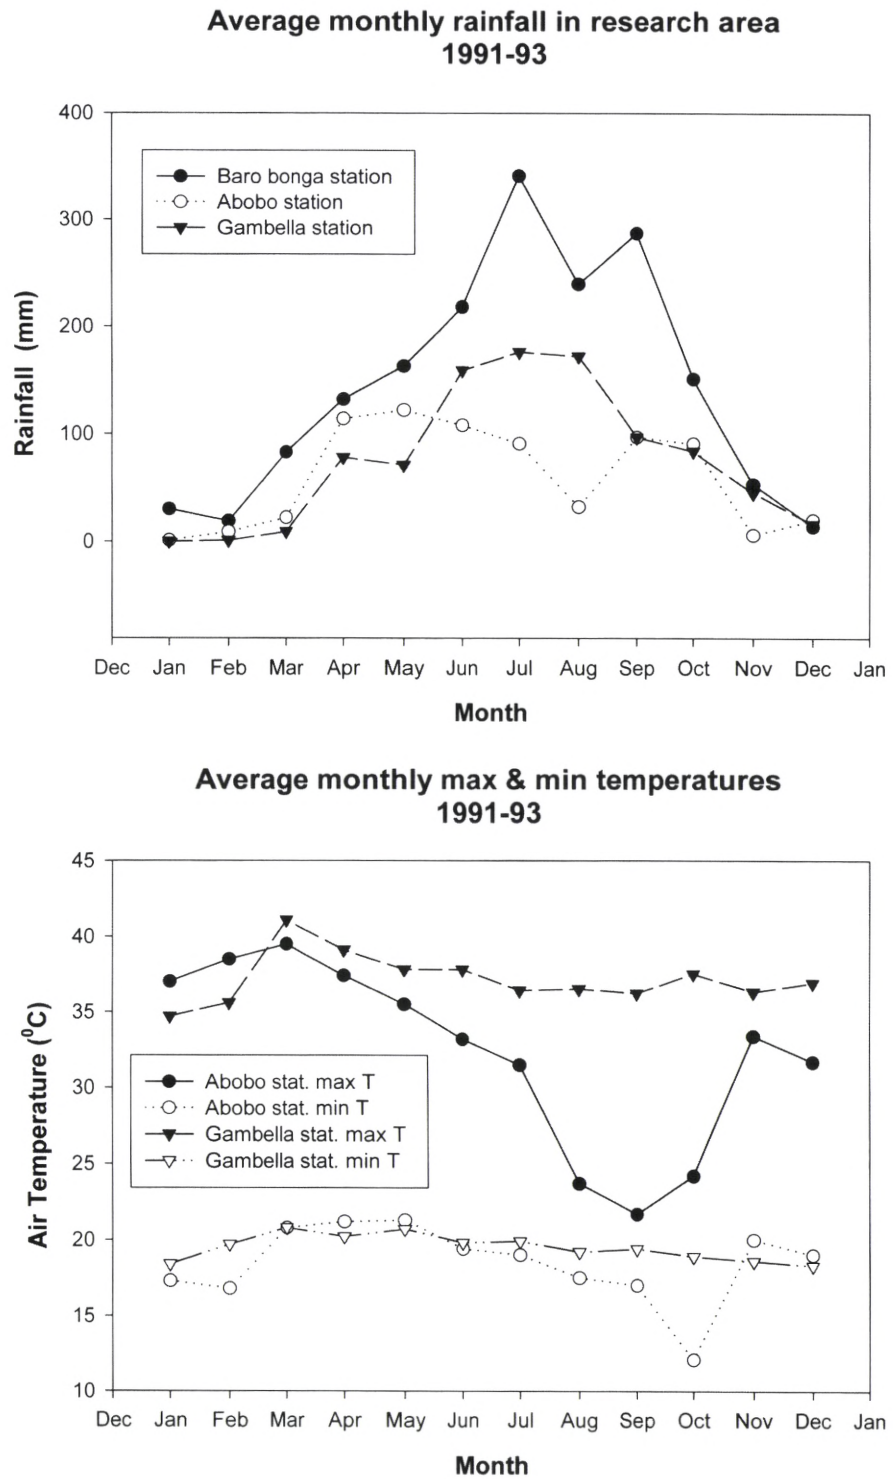 Average monthly rainfall in research area
1991-93
400
300
200
100
0
Rainfall (mm)
Baro bonga station
Abobo station
Gambella station
Dec Jan Feb Mar Apr May Jun Jul Aug Sep Oct Nov Dec Jan
Month
Average monthly max & min temperatures
1991-93
45
40
35
30
25
20
15
10
Air Temperature (⁰C)
Abobo stat. max T
Abobo stat. min T
Gambella stat. max T
Gambella stat. min T
Dec Jan Feb Mar Apr May Jun Jul Aug Sep Oct Nov Dec Jan
Month